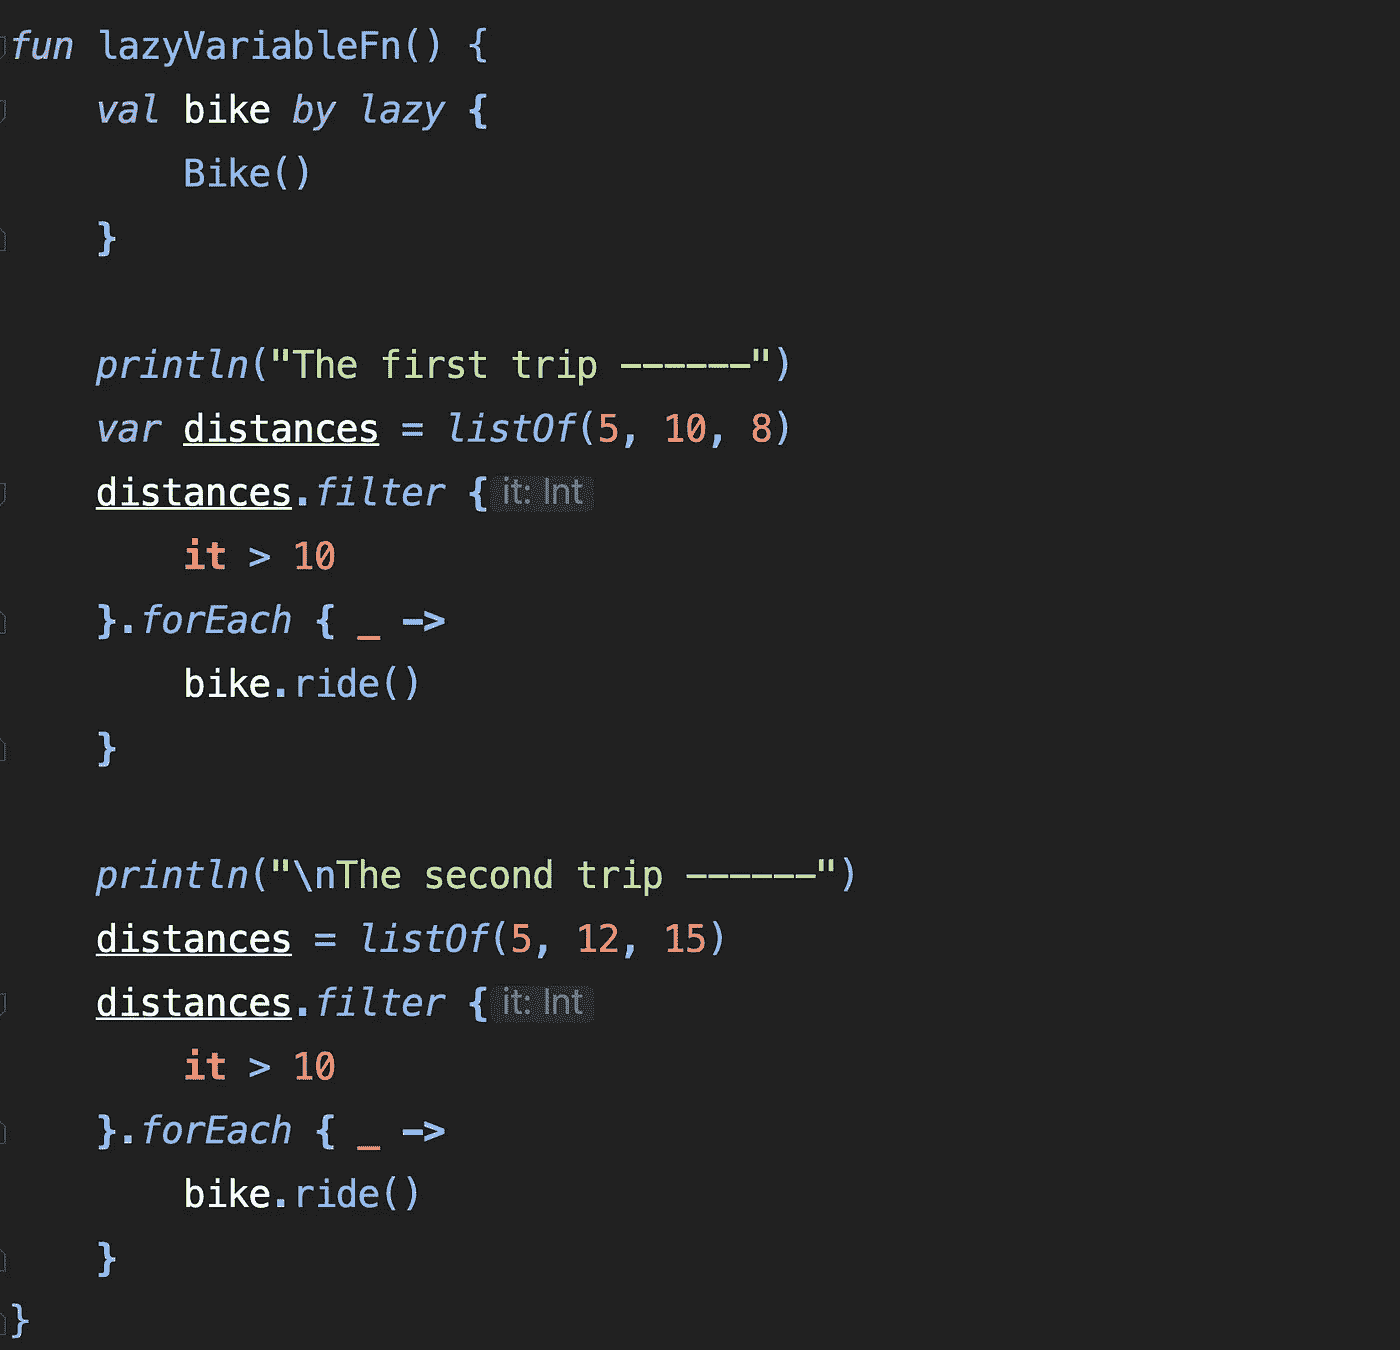 fun lazyVariableFn() {
    val bike by lazy {
        Bike()
    }

    println("The first trip ------")
    var distances = listOf(5, 10, 8)
    distances.filter { it: Int
        it > 10
    }.forEach { _ ->
        bike.ride()
    }

    println("\nThe second trip ------")
    distances = listOf(5, 12, 15)
    distances.filter { it: Int
        it > 10
    }.forEach { _ ->
        bike.ride()
    }
}